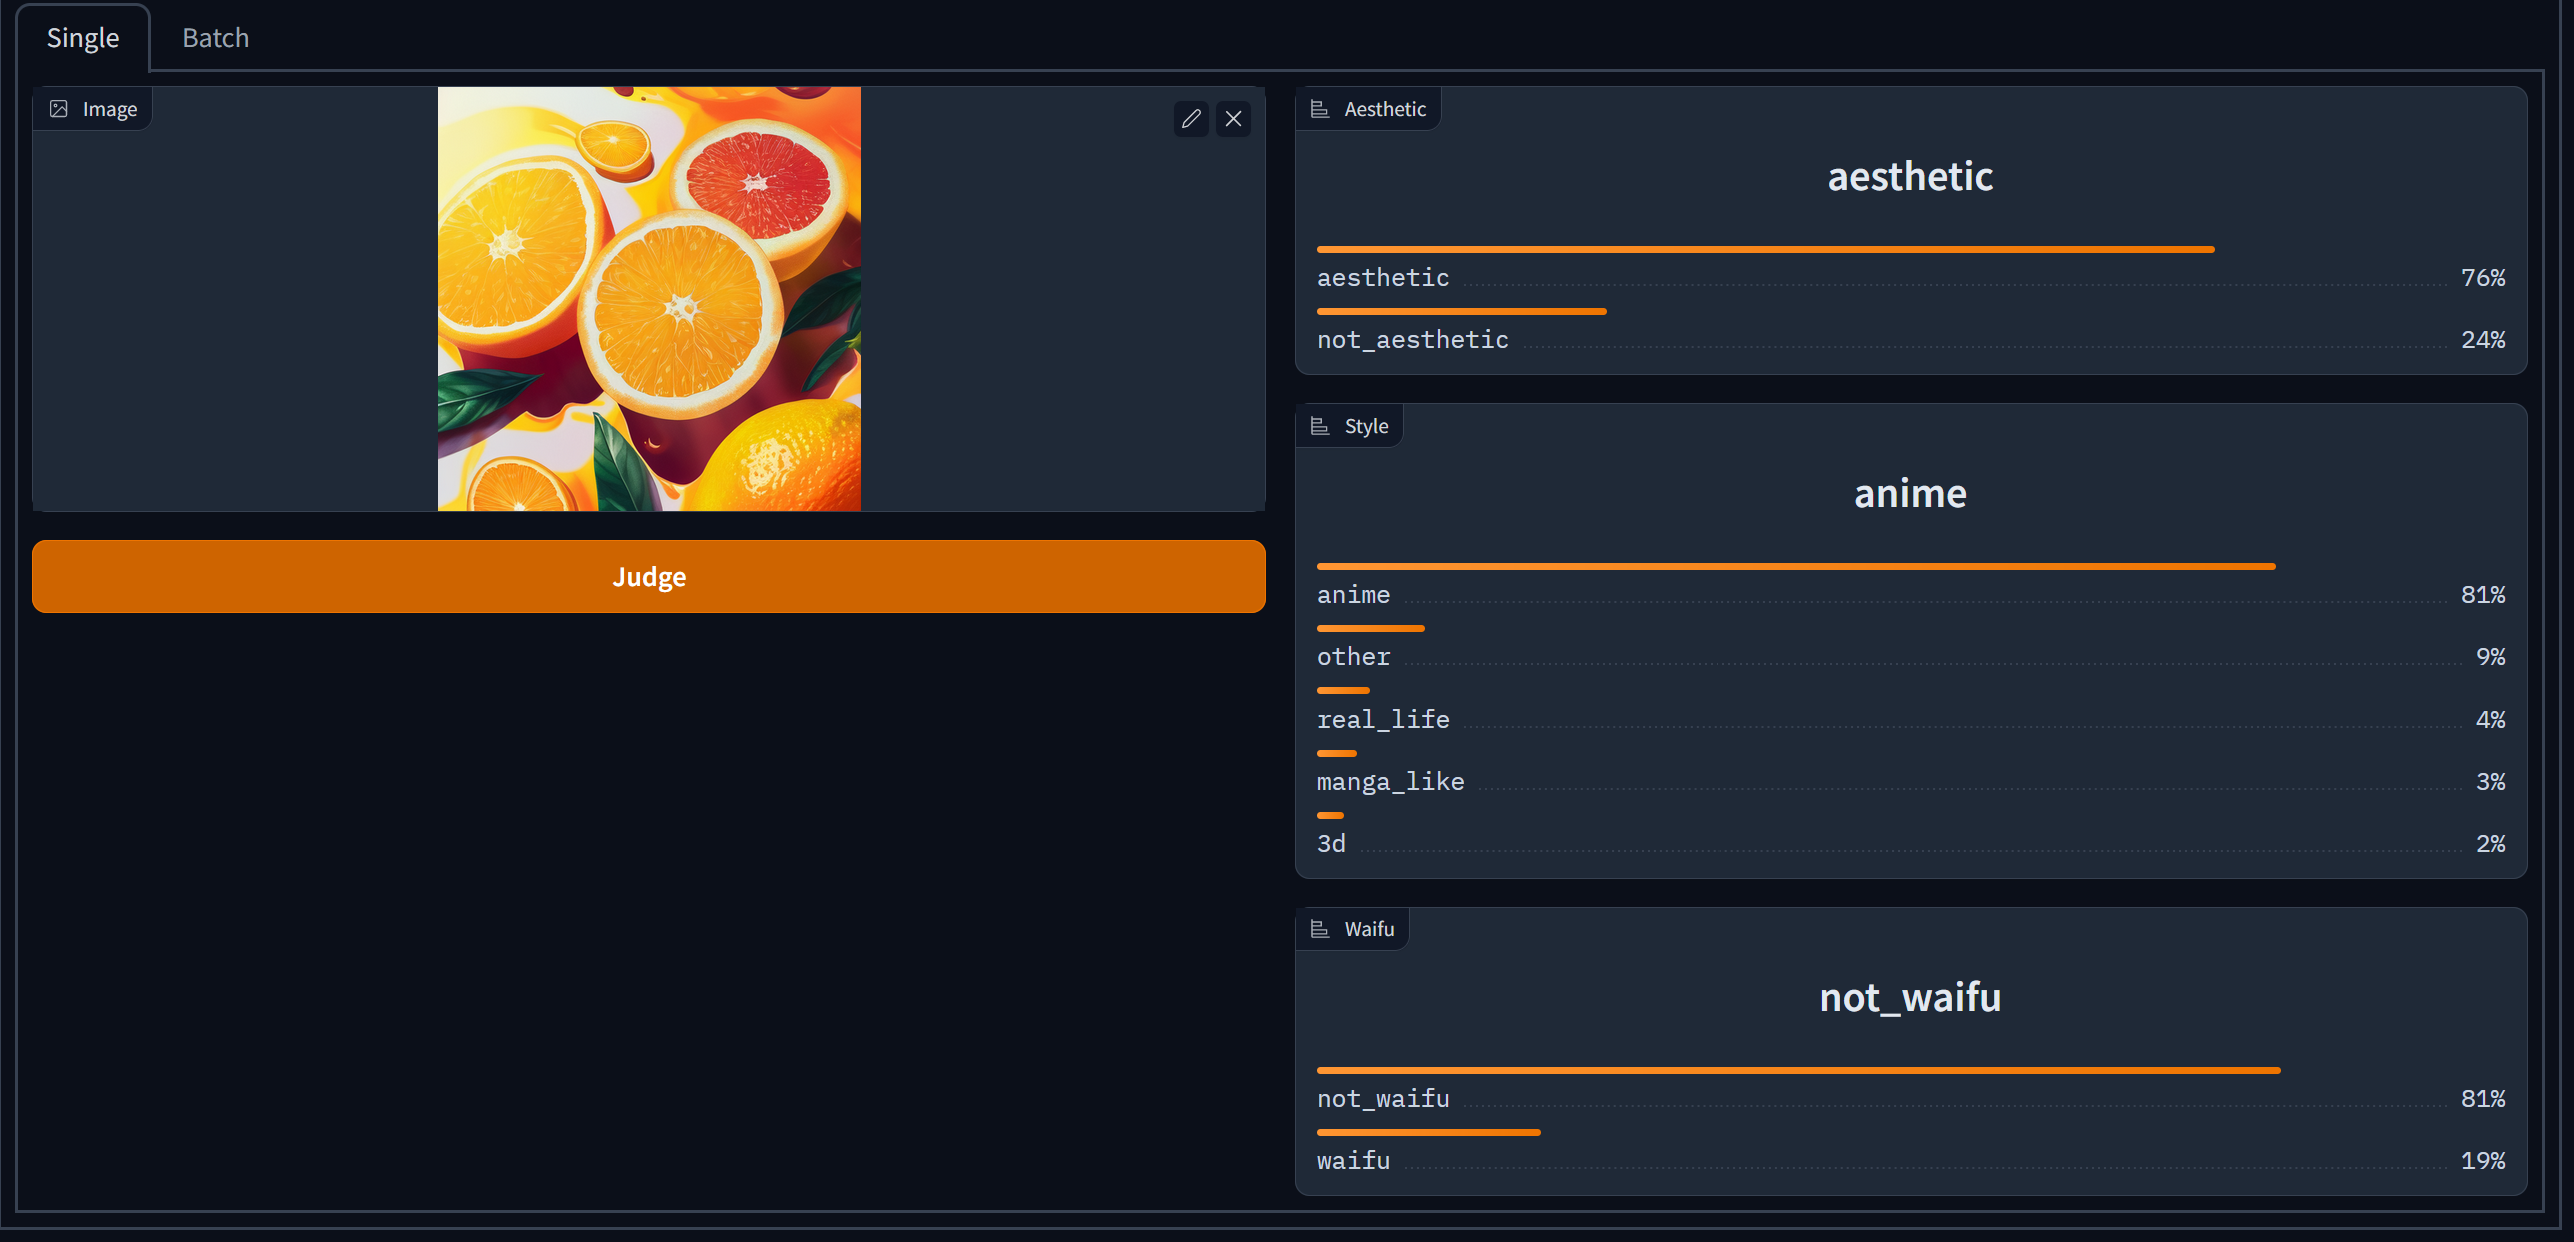 Single
Batch
Image
Judge
Aesthetic
aesthetic
aesthetic 76%
not_aesthetic 24%
Style
anime
anime 81%
other 9%
real_life 4%
manga_like 3%
3d 2%
Waifu
not_waifu
not_waifu 81%
waifu 19%